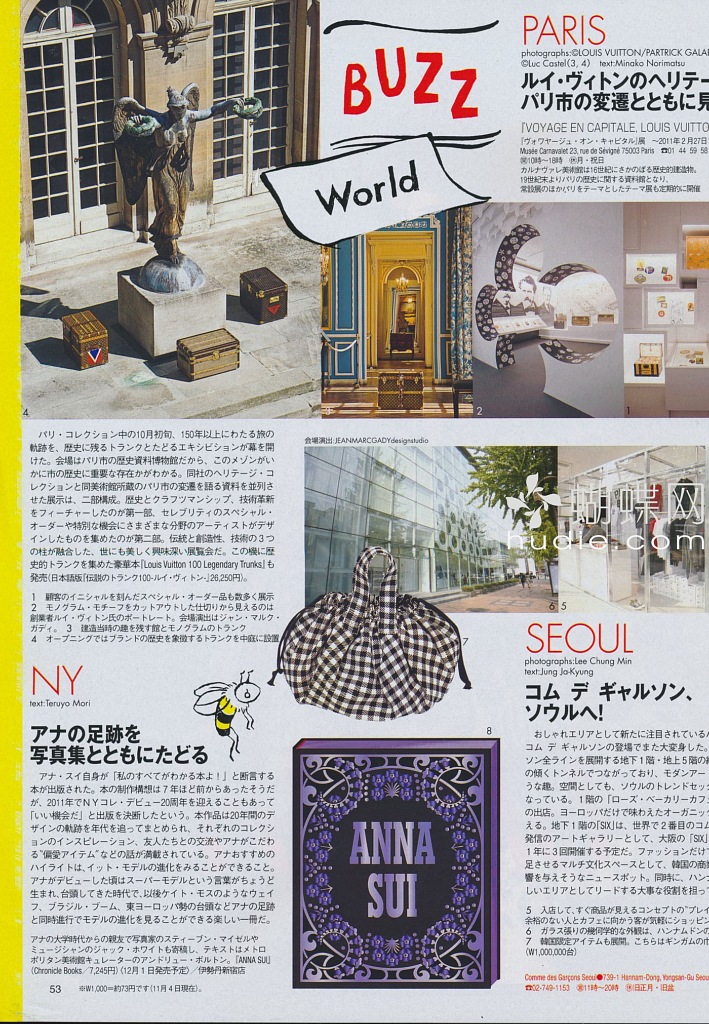 BUZZ
World
PARIS
photographs:©LOUIS VUITTON/PARTRICK GALA
©Luc Castel(3, 4) text:Minako Norimatsu
ルイ・ヴィトンのヘリテー
パリ市の変遷とともに見
『VOYAGE EN CAPITALE, LOUIS VUITTO
『ヴォワヤージュ・オン・キャピタル』展 〜2011年2月27日
Musée Carnavalet 23, rue de Sévigné 75003 Paris ☎01 44 59 58
㊋10時〜18時 ㊡月・祝日
カルナヴァレ美術館は16世紀にさかのぼる歴史的建造物。
19世紀末よりパリの歴史に関する資料館となり、
常設展のほかパリをテーマとしたテーマ展も定期的に開催
4
3
2
1
パリ・コレクション中の10月初旬、150年以上にわたる旅の
軌跡を、歴史に残るトランクとたどるエキシビションが幕を開
けた。会場はパリ市の歴史資料博物館だから、このメゾンがい
かに市の歴史に重要な存在かがわかる。同社のヘリテージ・コ
レクションと同美術館所蔵のパリ市の変遷を語る資料を並列さ
せた展示は、二部構成。歴史とクラフツマンシップ、技術革新
をフィーチャーしたのが第一部、セレブリティのスペシャル・
オーダーや特別な機会にさまざまな分野のアーティストがデザ
インしたものを集めたのが第二部。伝統と創造性、技術の3つ
の柱が融合した、世にも美しく興味深い展覧会だ。この機に歴
史的トランクを集めた豪華本『Louis Vuitton 100 Legendary Trunks』も
発売(日本語版『伝説のトランク100-ルイ・ヴィトン-』26,250円)。
1 顧客のイニシャルを刻んだスペシャル・オーダー品も数多く展示
2 モノグラム・モチーフをカットアウトした仕切りから見えるのは
創業者ルイ・ヴィトン氏のポートレート。会場演出はジャン・マルク・
ガディ。 3 建造当時の趣を残す館とモノグラムのトランク
4 オープニングではブランドの歴史を象徴するトランクを中庭に設置
会場演出:JEANMARCGADYdesignstudio
蝴蝶网
hudie.com
6
5
7
NY
text:Teruyo Mori
アナの足跡を
写真集とともにたどる
アナ・スイ自身が「私のすべてがわかる本よ!」と断言する
本が出版された。本の制作構想は7年ほど前からあったそうだ
が、2011年でNYコレ・デビュー20周年を迎えることもあって
「いい機会だ」と出版を決断したという。本作品は20年間のデ
ザインの軌跡を年代を追ってまとめられ、それぞれのコレクシ
ョンのインスピレーション、友人たちとの交流やアナがこだわ
る“偏愛アイテム”などの話が満載されている。アナおすすめの
ハイライトは、イット・モデルの進化をみることができること。
アナがデビューした頃はスーパーモデルという言葉がちょうど
生まれ、台頭してきた時代で、以後ケイト・モスのようなウェイ
フ、ブラジル・ブーム、東ヨーロッパ勢の台頭などアナの足跡
と同時進行でモデルの進化を見ることができる楽しい一冊だ。
アナの大学時代からの親友で写真家のスティーブン・マイゼルや
ミュージシャンのジャック・ホワイトも寄稿し、テキストはメトロ
ポリタン美術館キュレーターのアンドリュー・ボルトン。『ANNA SUI』
(Chronicle Books/7,245円)(12月1日発売予定)/伊勢丹新宿店
8
ANNA
SUI
SEOUL
photographs:Lee Chung Min
text:Jung Ja-Kyung
コム デ ギャルソン、
ソウルへ!
おしゃれエリアとして新たに注目されている
コム デ ギャルソンの登場でまた大変身した。
ソン全ラインを展開する地下1階・地上5階の
の傾くトンネルでつながっており、モダンアー
うな趣。空間としても、ソウルのトレンドセッ
なっている。1階の「ローズ・ベーカリーカフェ
の出店。ヨーロッパだけで味わえたオーガニッ
える。地下1階の「SIX」は、世界で2番目のコム
発信のアートギャラリーとして、大阪の「SIX」
1年に3回開催する予定だ。ファッションだけ
足させるマルチ文化スペースとして、韓国の商
響を与えそうなニュースポット。同時に、ハン
しいエリアとしてリードする大事な役割を担って
5 入店して、すぐ商品が見えるコンセプトの“プレイ
余裕のない人とカフェに向かう客が気軽にショッピン
6 ガラス張りの幾何学的な外観は、ハンナムドンの
7 韓国限定アイテムも展開。こちらはギンガムの巾
(W1,000,000台)
Comme des Garçons Seoul●739-1 Hannam-Dong, Yongsan-Gu Seou
☎02-749-1153 ㊋11時〜20時 ㊡旧正月・旧盆
53
※W1,000=約73円です(11月4日現在)。